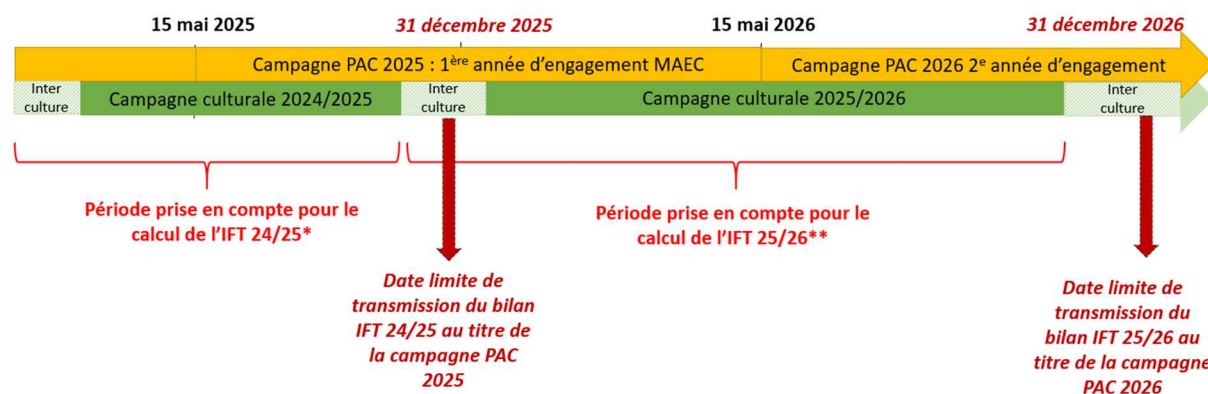 15 mai 2025
31 décembre 2025
15 mai 2026
31 décembre 2026
Campagne PAC 2025 : 1ère année d'engagement MAEC
Campagne PAC 2026 2e année d'engagement
Inter
culture
Campagne culturale 2024/2025
Inter
culture
Campagne culturale 2025/2026
Inter
culture
Période prise en compte pour le
calcul de l'IFT 24/25*
Période prise en compte pour le
calcul de l'IFT 25/26**
Date limite de
transmission du bilan
IFT 24/25 au titre de
la campagne PAC
2025
Date limite de
transmission du
bilan IFT 25/26 au
titre de la campagne
PAC 2026